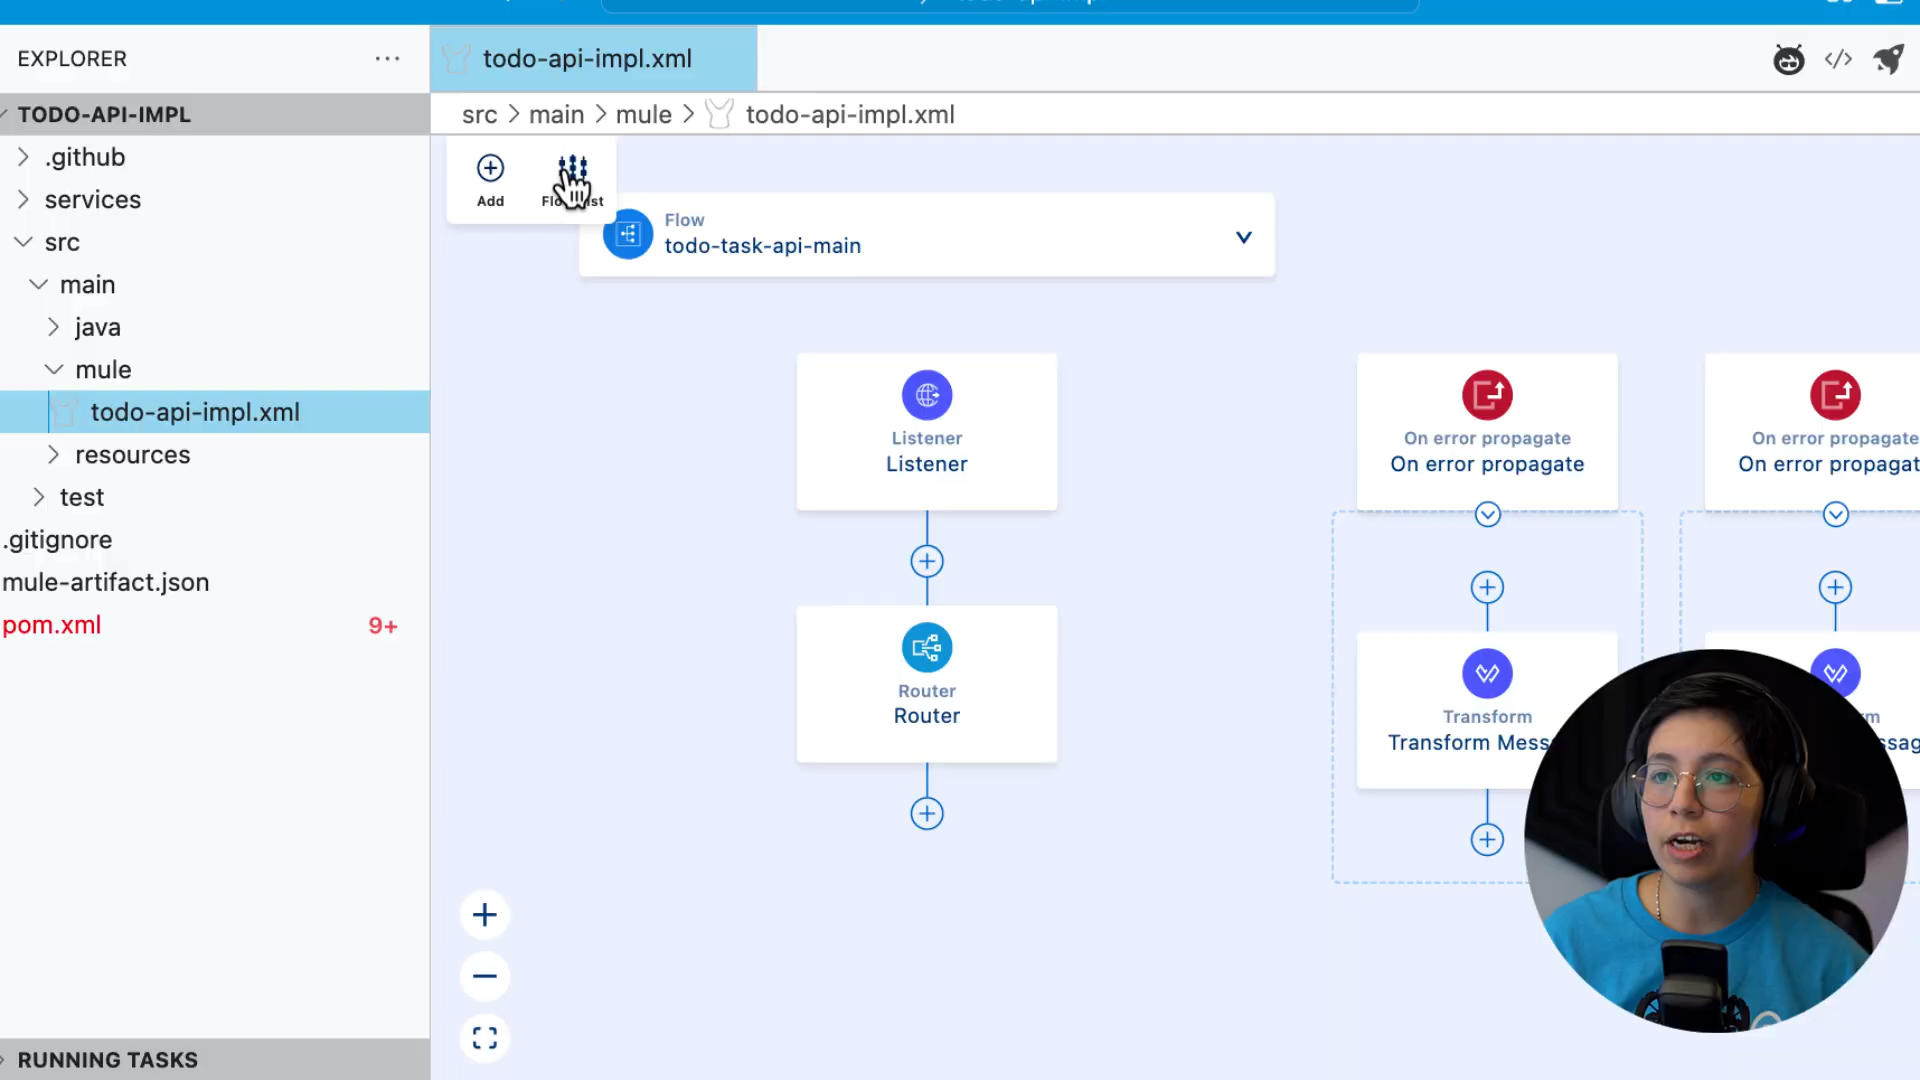 EXPLORER
TODO-API-IMPL
.github
services
src
main
java
mule
todo-api-impl.xml
resources
test
.gitignore
mule-artifact.json
pom.xml 9+
RUNNING TASKS
todo-api-impl.xml
src > main > mule > todo-api-impl.xml
Add
Flow
todo-task-api-main
Listener
Listener
Router
Router
On error propagate
On error propagate
Transform
On error propagate